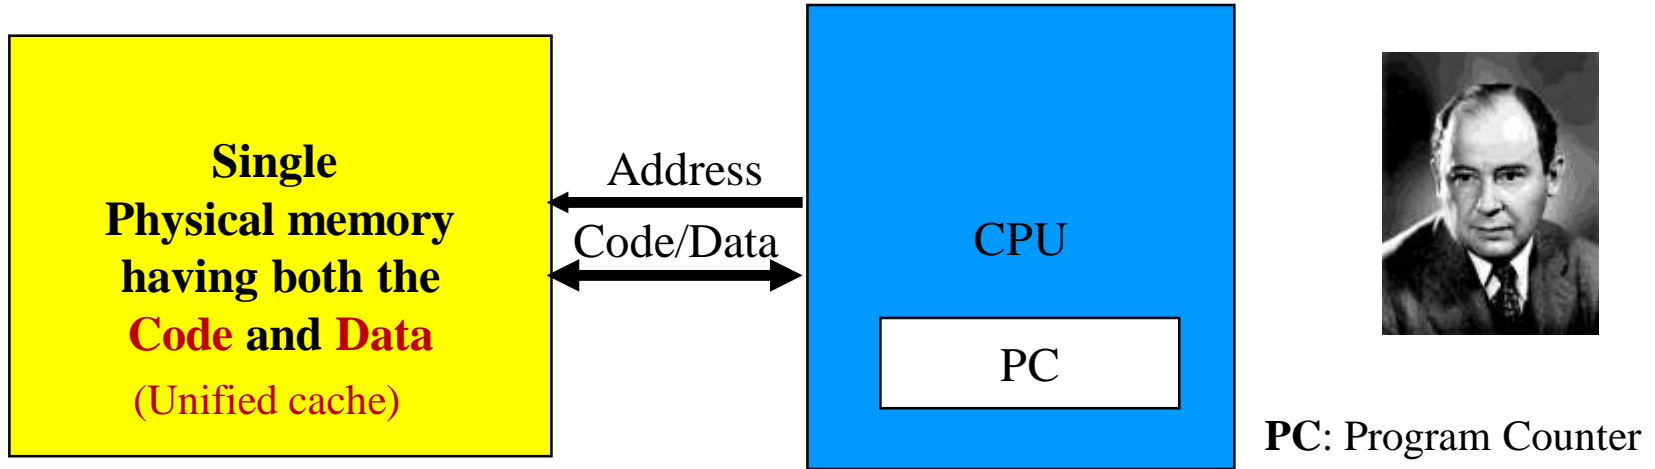 Single
Physical memory
having both the
Code and Data
(Unified cache)
Address
Code/Data
CPU
PC
PC: Program Counter